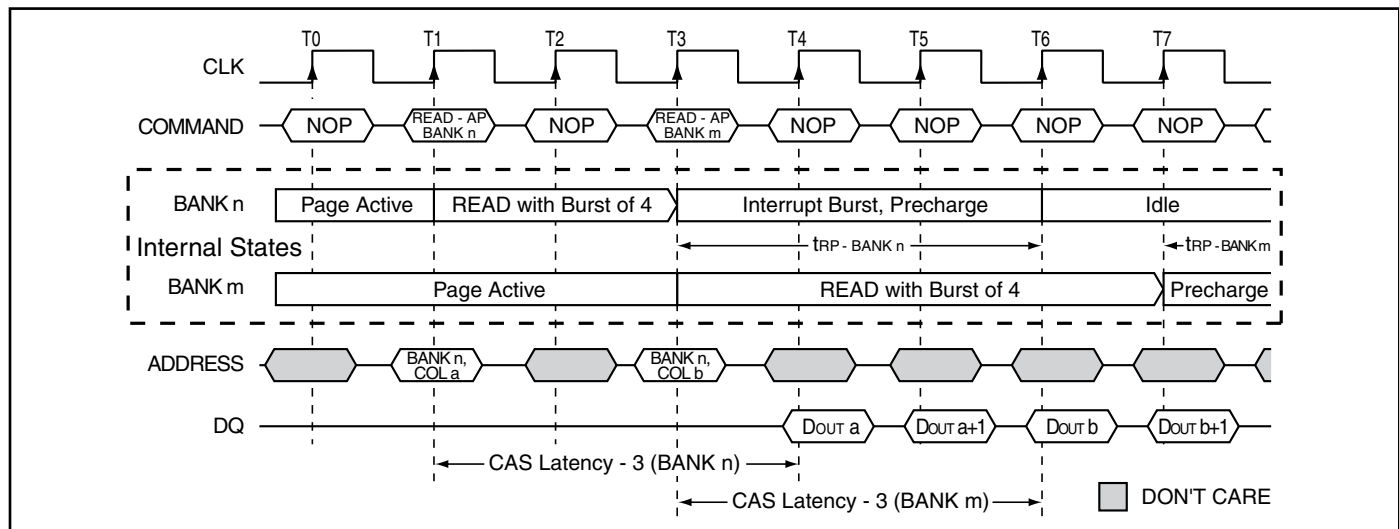 T0 T1 T2 T3 T4 T5 T6 T7
CLK
COMMAND NOP READ - AP BANK n NOP READ - AP BANK m NOP NOP NOP NOP
BANK n Page Active READ with Burst of 4 Interrupt Burst, Precharge Idle
Internal States tRP - BANK n tRP - BANK m
BANK m Page Active READ with Burst of 4 Precharge
ADDRESS BANK n, COL a BANK n, COL b
DQ DOUT a DOUT a+1 DOUT b DOUT b+1
CAS Latency - 3 (BANK n)
CAS Latency - 3 (BANK m) DON'T CARE